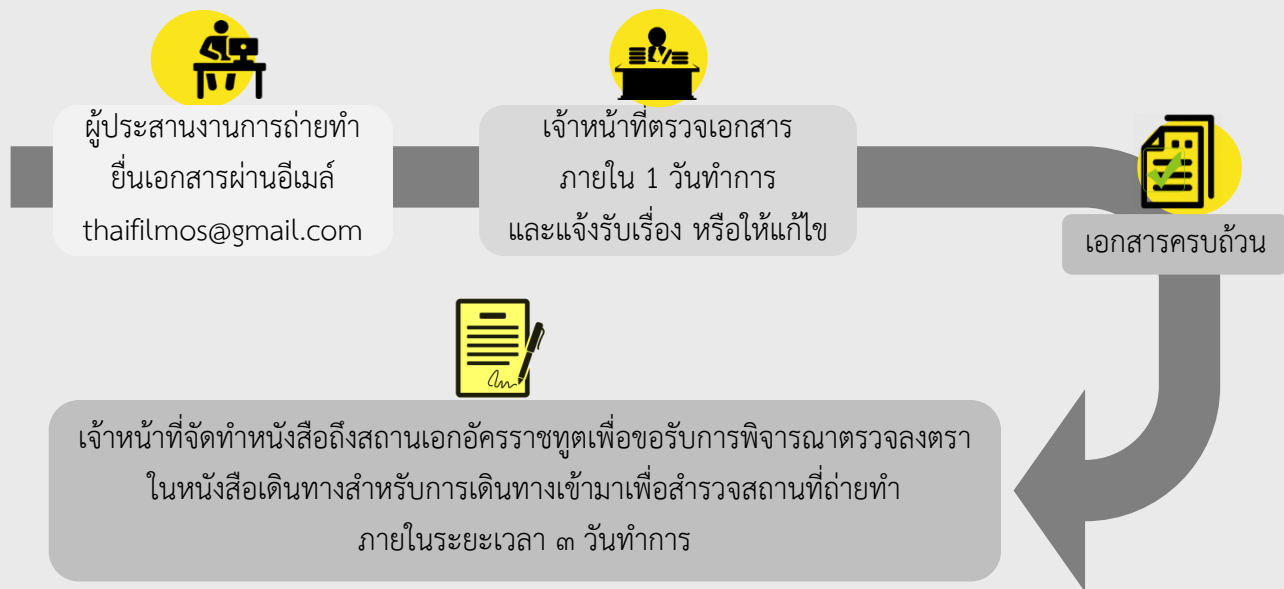 ผู้ประสานงานการถ่ายทำ
ยื่นเอกสารผ่านอีเมล์
thaifilmos@gmail.com
เจ้าหน้าที่ตรวจเอกสาร
ภายใน 1 วันทำการ
และแจ้งรับเรื่อง หรือให้แก้ไข
เอกสารครบถ้วน
เจ้าหน้าที่จัดทำหนังสือถึงสถานเอกอัครราชทูตเพื่อขอรับการพิจารณาตรวจลงตรา
ในหนังสือเดินทางสำหรับการเดินทางเข้ามาเพื่อสำรวจสถานที่ถ่ายทำ
ภายในระยะเวลา ๓ วันทำการ